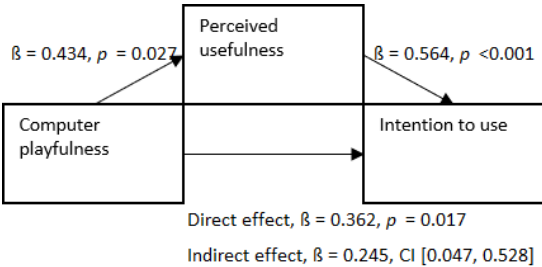 Perceived
usefulness
ß = 0.434, p = 0.027
ß = 0.564, p <0.001
Computer
playfulness
Intention to use
Direct effect, ß = 0.362, p = 0.017
Indirect effect, ß = 0.245, CI [0.047, 0.528]